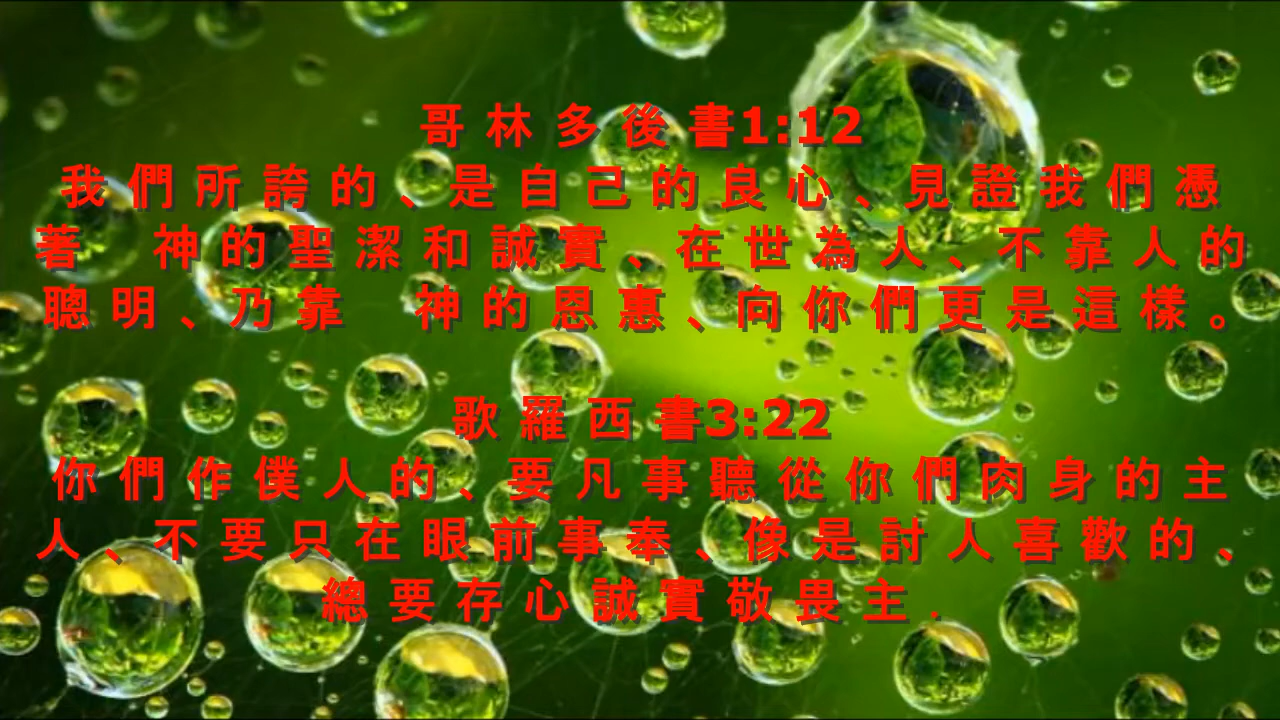 哥林多後書1:12
我們所誇的、是自己的良心、見證我們憑
著　神的聖潔和誠實、在世為人、不靠人的
聰明、乃靠　神的恩惠、向你們更是這樣。
歌羅西書3:22
你們作僕人的、要凡事聽從你們肉身的主
人、不要只在眼前事奉、像是討人喜歡的、
總要存心誠實敬畏主．